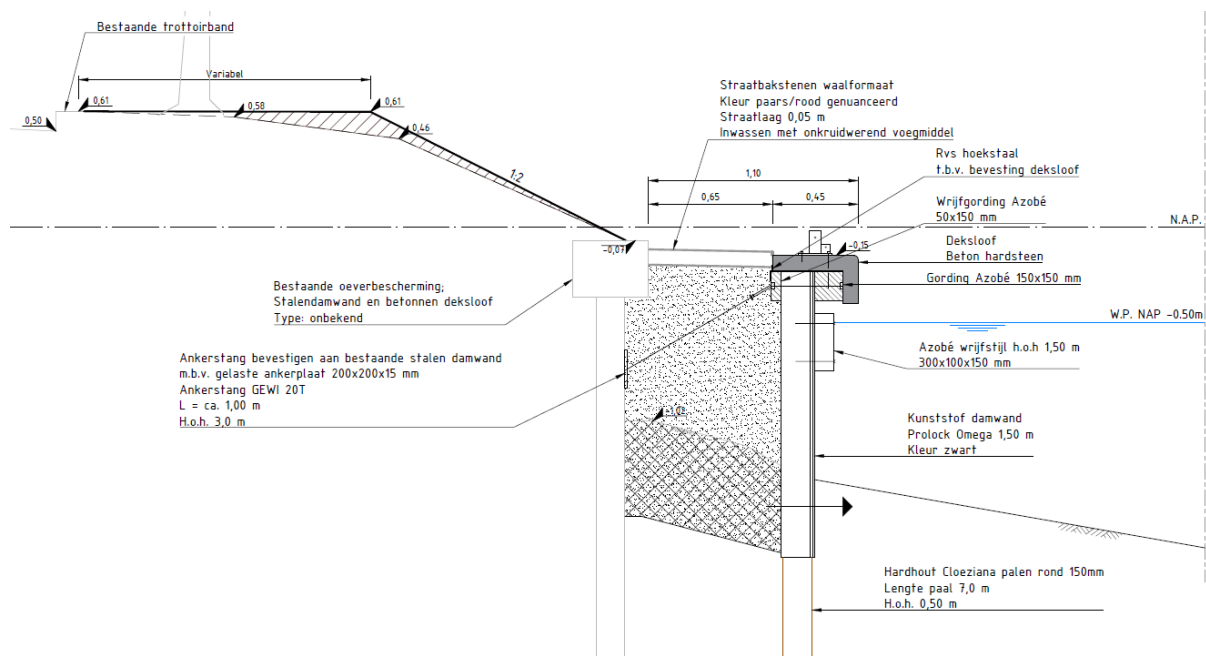 Bestaande trottoirband
Variabel
0,61
0,58
0,61
0,50
0,46
1:2
Straatbakstenen waalformaat
Kleur paars/rood genuanceerd
Straatlaag 0,05 m
Inwassen met onkruidwerend voegmiddel
Rvs hoekstaal
t.b.v. bevesting deksloof
1,10
0,65
0,45
Wrijfgording Azobé
50x150 mm
N.A.P.
-0,07
-0,15
Deksloof
Beton hardsteen
Gording Azobé 150x150 mm
Bestaande oeverbescherming;
Stalendamwand en betonnen deksloof
Type: onbekend
W.P. NAP -0.50m
Azobé wrijfstijl h.o.h 1,50 m
300x100x150 mm
Ankerstang bevestigen aan bestaande stalen damwand
m.b.v. gelaste ankerplaat 200x200x15 mm
Ankerstang GEWI 20T
L = ca. 1,00 m
H.o.h. 3,0 m
Kunststof damwand
Prolock Omega 1,50 m
Kleur zwart
Hardhout Cloeziana palen rond 150mm
Lengte paal 7,0 m
H.o.h. 0,50 m